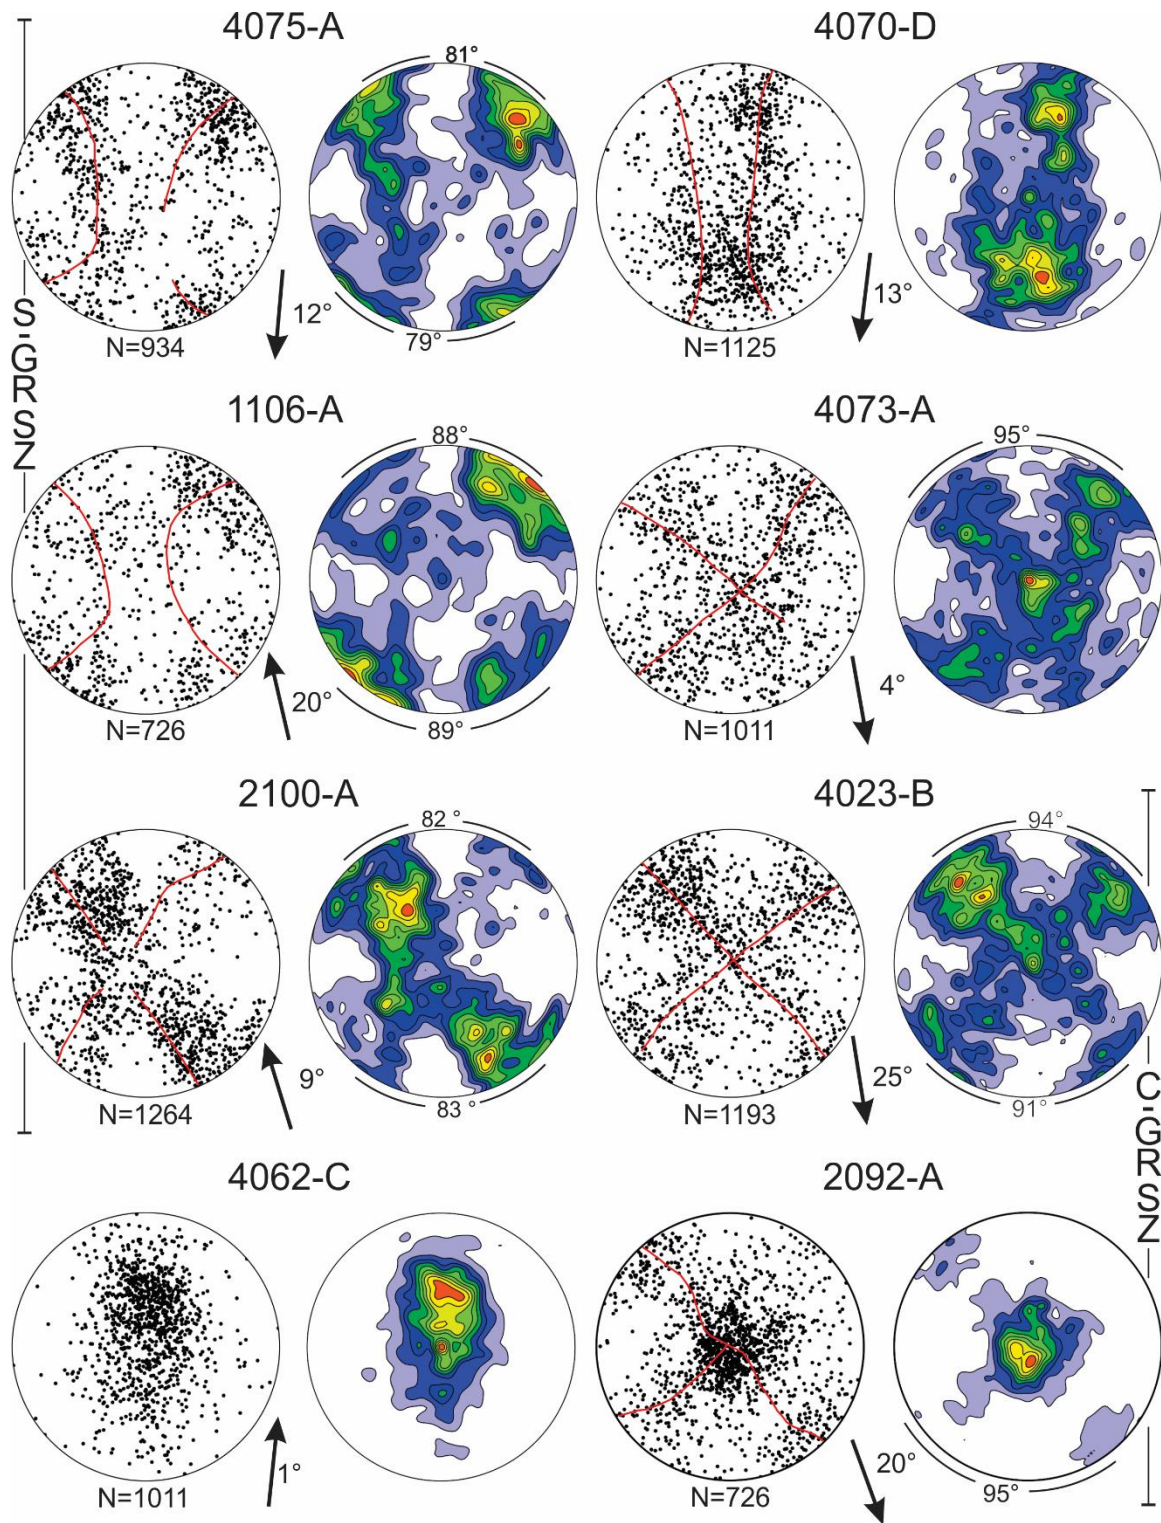 4075-A
4070-D
81°
12°
79°
13°
N=934
N=1125
S-GRSZ
1106-A
4073-A
88°
95°
20°
89°
4°
N=726
N=1011
2100-A
4023-B
82°
94°
9°
83°
25°
91°
N=1264
N=1193
C-GRSZ
4062-C
2092-A
1°
20°
95°
N=1011
N=726